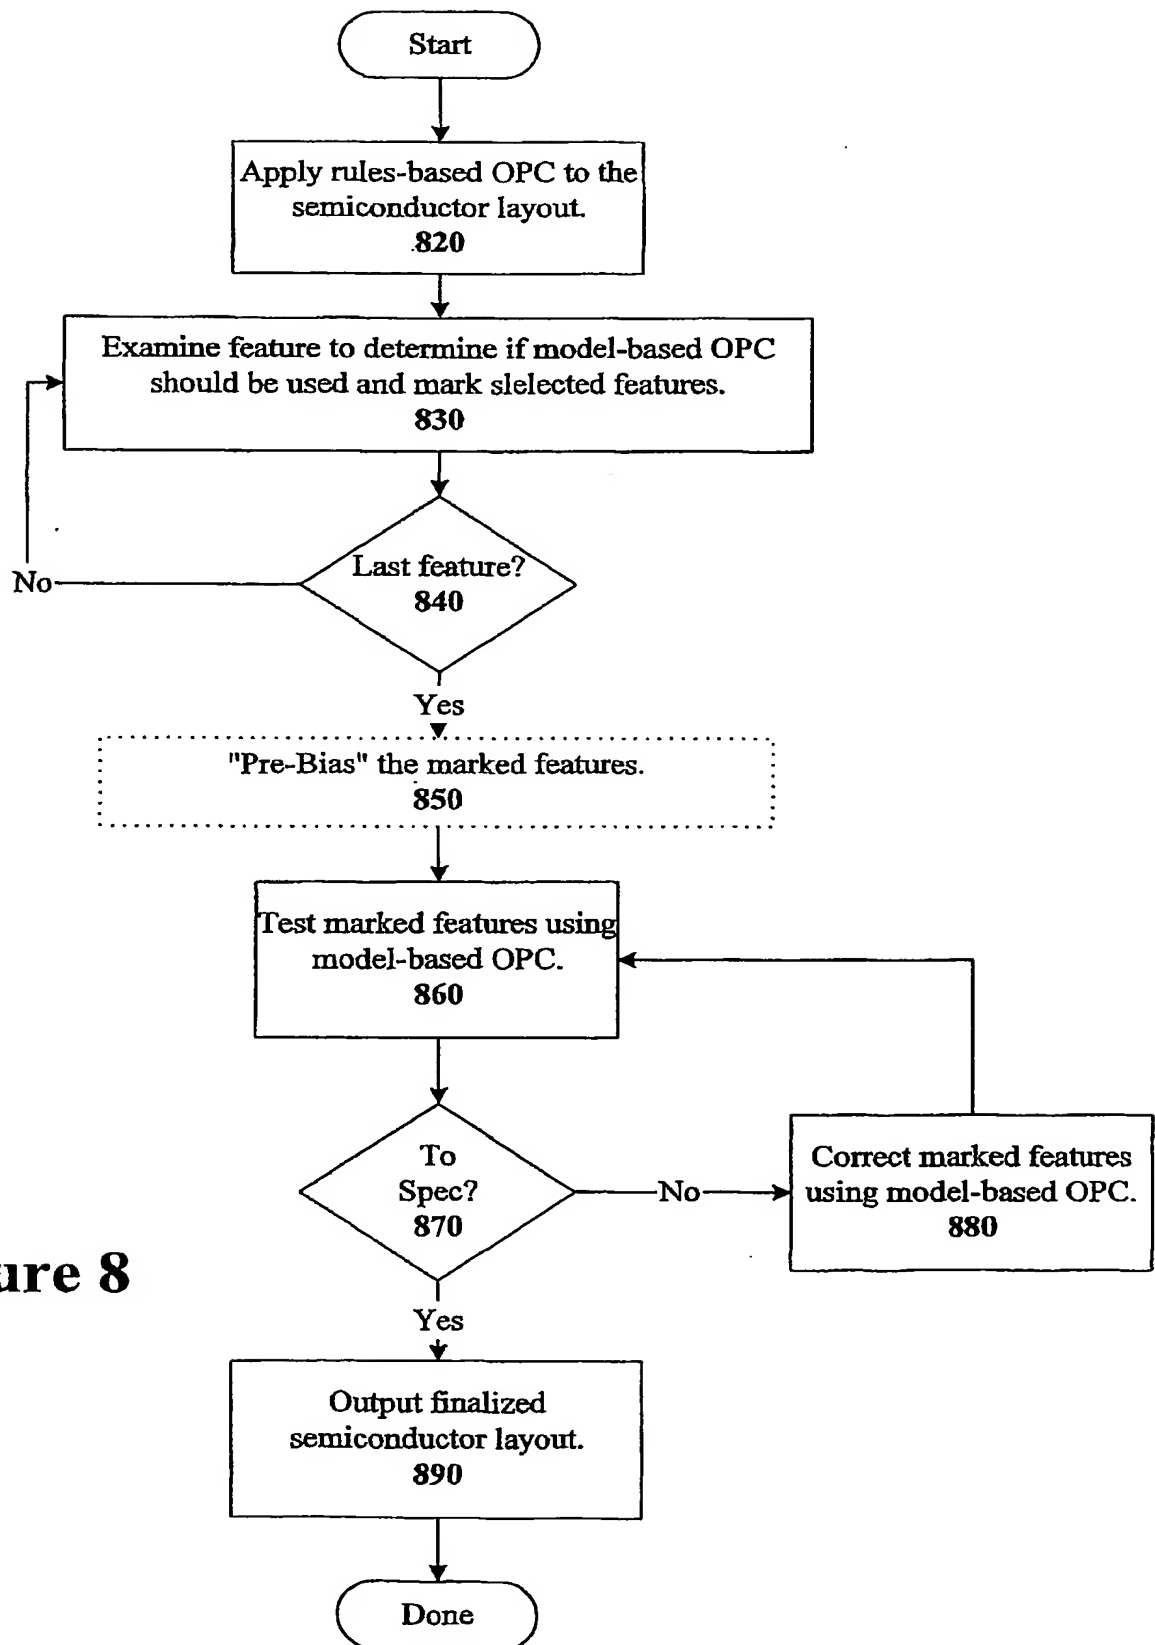 Start
Apply rules-based OPC to the
semiconductor layout.
820
Examine feature to determine if model-based OPC
should be used and mark slelected features.
830
Last feature?
840
No
Yes
"Pre-Bias" the marked features.
850
Test marked features using
model-based OPC.
860
To
Spec?
870
No
Correct marked features
using model-based OPC.
880
ure 8
Yes
Output finalized
semiconductor layout.
890
Done